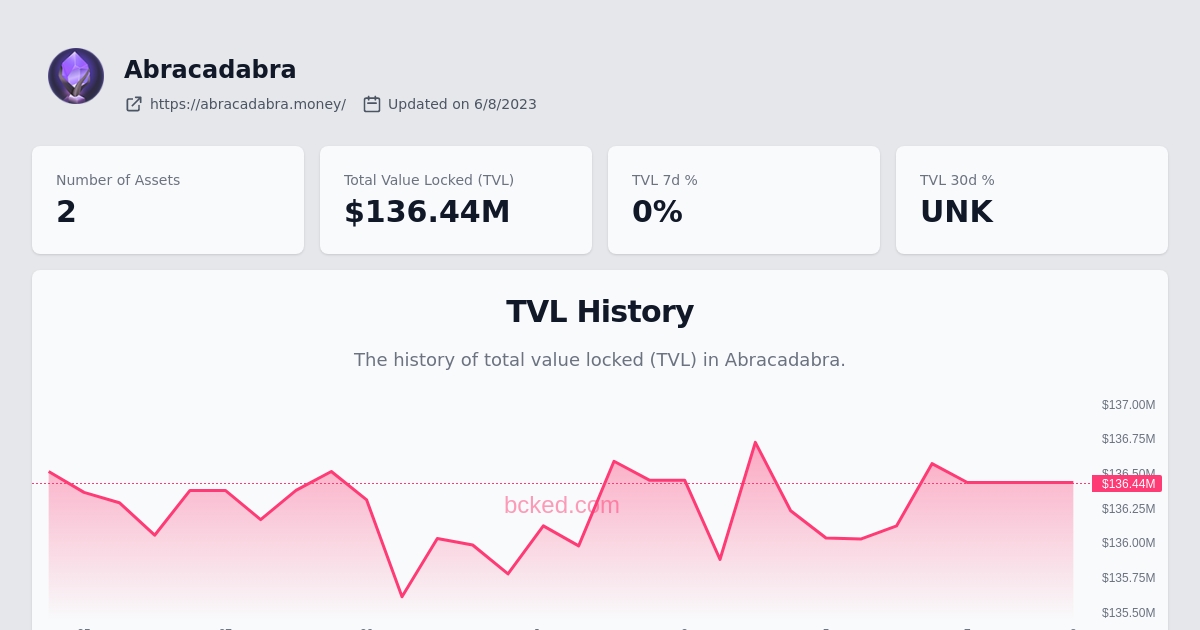 Abracadabra
https://abracadabra.money/ Updated on 6/8/2023
Number of Assets
2
Total Value Locked (TVL)
$136.44M
TVL 7d %
0%
TVL 30d %
UNK
TVL History
The history of total value locked (TVL) in Abracadabra.
$137.00M
$136.75M
$136.50M
$136.44M
bcked.com
$136.25M
$136.00M
$135.75M
$135.50M